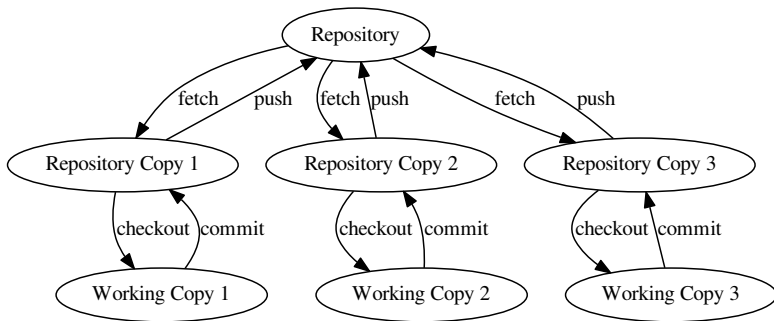 Repository
fetch push fetch push fetch push
Repository Copy 1 Repository Copy 2 Repository Copy 3
checkout commit checkout commit checkout commit
Working Copy 1 Working Copy 2 Working Copy 3